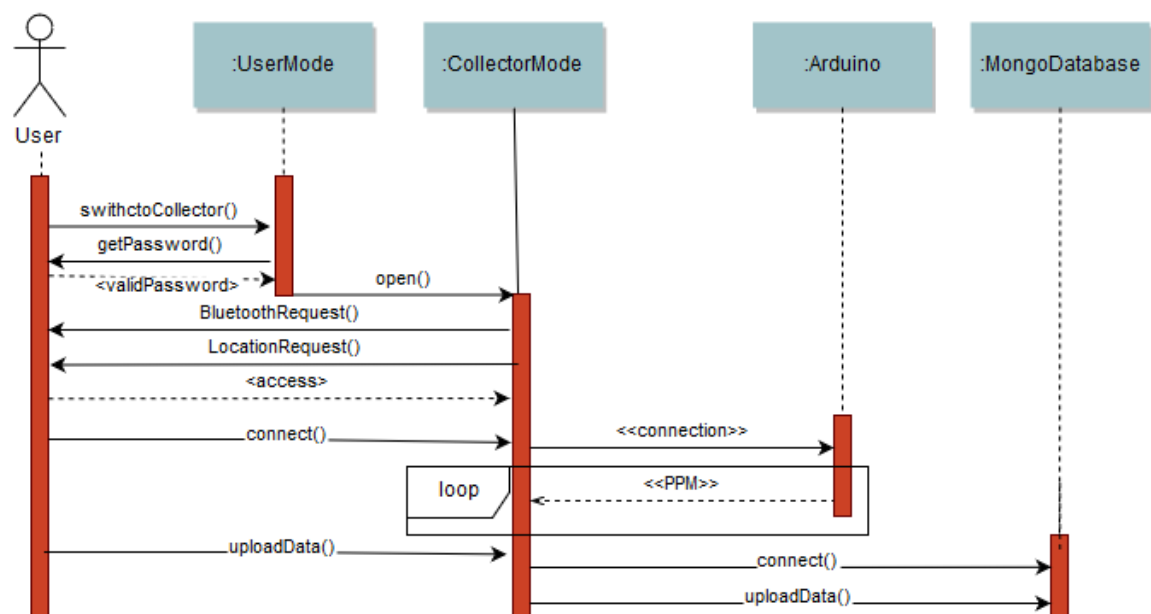 :UserMode
:CollectorMode
:Arduino
:MongoDatabase
User
swithctoCollector()
getPassword()
<validPassword>
open()
BluetoothRequest()
LocationRequest()
<access>
connect()
<<connection>>
loop
<<PPM>>
uploadData()
connect()
uploadData()